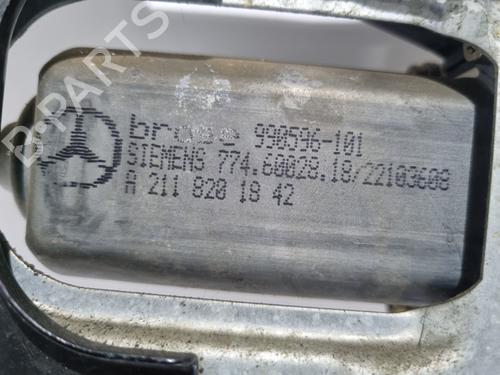 brose 990596-101
SIEMENS 774.60028.18/22103608
A 211 820 18 42
B-PARTS